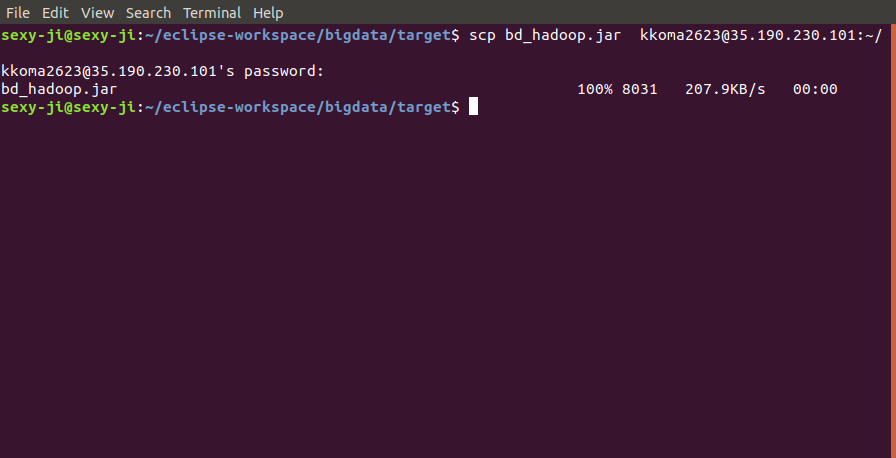 File Edit View Search Terminal Help
sexy-ji@sexy-ji:~/eclipse-workspace/bigdata/target$ scp bd_hadoop.jar  kkoma2623@35.190.230.101:~/
kkoma2623@35.190.230.101's password:
bd_hadoop.jar 100% 8031 207.9KB/s 00:00
sexy-ji@sexy-ji:~/eclipse-workspace/bigdata/target$